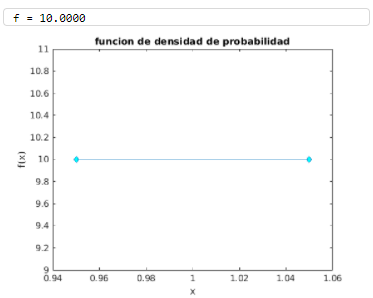 f = 10.0000
funcion de densidad de probabilidad
11
10.8
10.6
10.4
10.2
10
9.8
9.6
9.4
9.2
9
f(x)
0.94 0.96 0.98 1 1.02 1.04 1.06
x